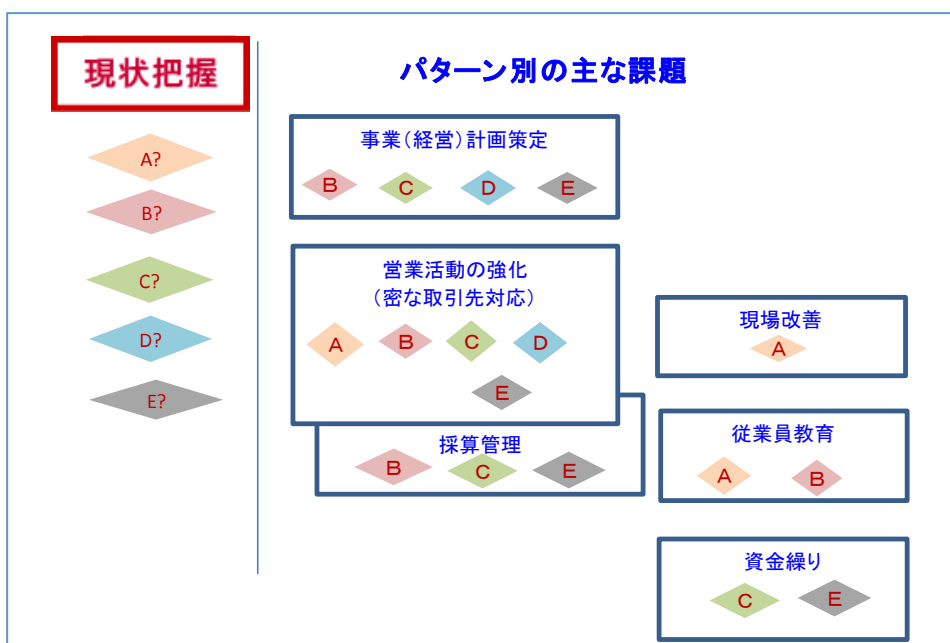 現状把握
A?
B?
C?
D?
E?
パターン別の主な課題
事業(経営)計画策定
B C D E
営業活動の強化
(密な取引先対応)
A B C D
E
採算管理
B C E
現場改善
A
従業員教育
A B
資金繰り
C E